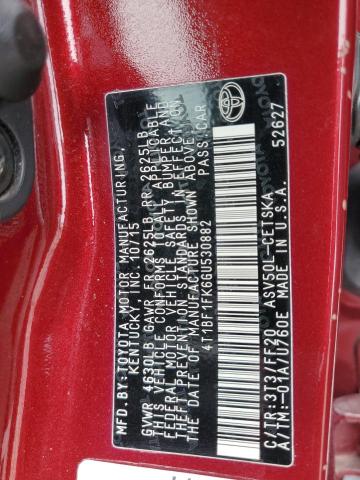 MFD. BY: TOYOTA MOTOR MANUFACTURING,
KENTUCKY, INC. 10/15
GVWR 4630LB GAWR FR 2625LB RR 2625LB
THIS VEHICLE CONFORMS TO ALL APPLICABLE
FEDERAL MOTOR VEHICLE SAFETY, BUMPER, AND
THEFT PREVENTION STANDARDS IN EFFECT ON
THE DATE OF MANUFACTURE SHOWN ABOVE.
4T1BF1FK6GU530882 PASS. CAR
C/TR: 3T3/FF20 ASV50L-CETSKA
A/TM: -01A/U760E MADE IN U.S.A.
52627